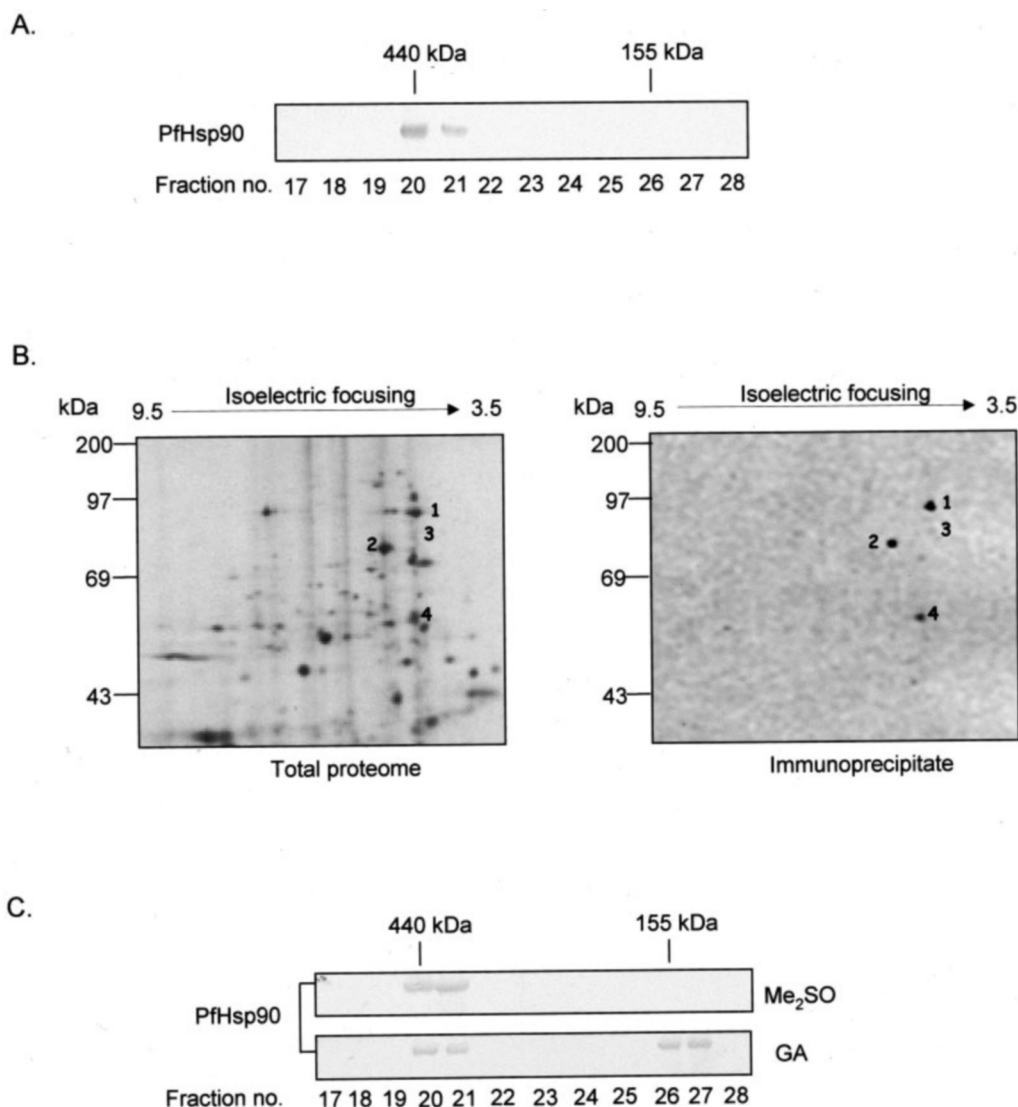 A.
440 kDa 155 kDa
PfHsp90
Fraction no. 17 18 19 20 21 22 23 24 25 26 27 28
B.
Isoelectric focusing
kDa 9.5 3.5
200
97
69
43
1
3
2
4
Total proteome
Isoelectric focusing
kDa 9.5 3.5
200
97
69
43
1
3
2
4
Immunoprecipitate
C.
440 kDa 155 kDa
PfHsp90
Me₂SO
GA
Fraction no. 17 18 19 20 21 22 23 24 25 26 27 28